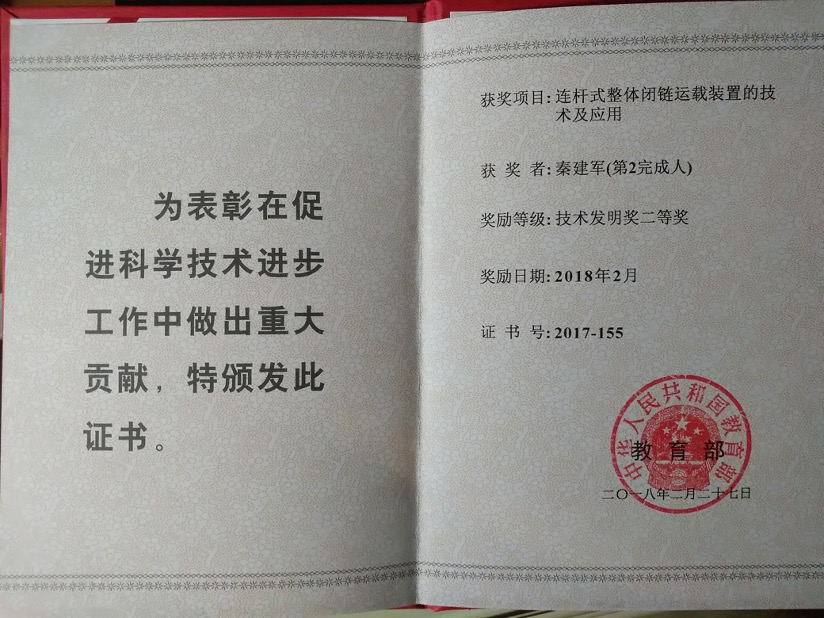 为表彰在促
进科学技术进步
工作中做出重大
贡献，特颁发此
证书。
获奖项目:连杆式整体闭链运载装置的技
术及应用
获 奖 者:秦建军(第2完成人)
奖励等级:技术发明奖二等奖
奖励日期:2018年2月
证 书 号:2017-155
中华人民共和国教育部
教 育 部
二〇一八年二月二十七日